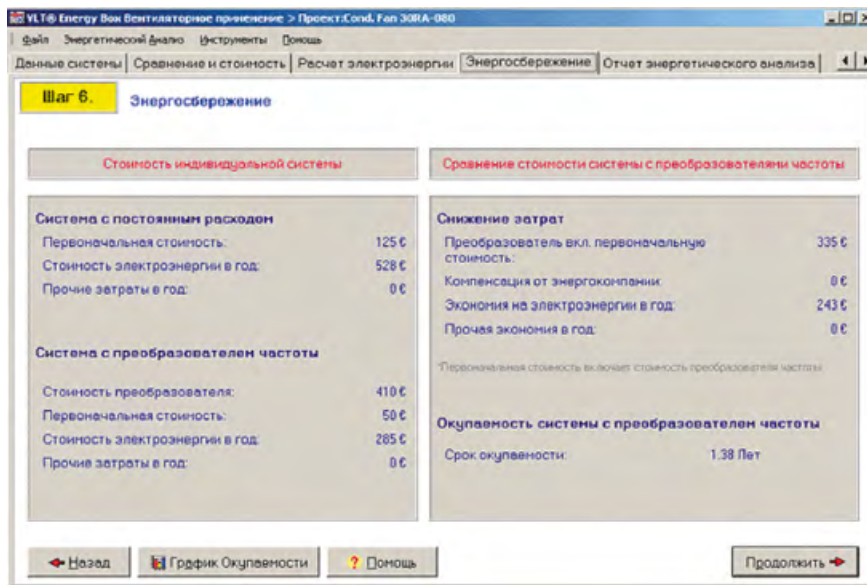 VLT® Energy Box Вентиляторное применение > Проект:Cond. Fan 30RA-080
Файл Энергетический Анализ Инструменты Помощь
Данные системы Сравнение и стоимость Расчет электроэнергии Энергосбережение Отчет энергетического анализа
Шаг 6. Энергосбережение
Стоимость индивидуальной системы
Сравнение стоимости системы с преобразователями частоты
Система с постоянным расходом
Первоначальная стоимость: 125 €
Стоимость электроэнергии в год: 528 €
Прочие затраты в год: 0 €
Система с преобразователем частоты
Стоимость преобразователя: 410 €
Первоначальная стоимость: 50 €
Стоимость электроэнергии в год: 285 €
Прочие затраты в год: 0 €
Снижение затрат
Преобразователь вкл. первоначальную 335 €
стоимость:
Компенсация от энергокомпании: 0 €
Экономия на электроэнергии в год: 243 €
Прочая экономия в год: 0 €
*Первоначальная стоимость включает стоимость преобразователя частоты
Окупаемость системы с преобразователем частоты
Срок окупаемости: 1.38 Лет
Назад График Окупаемости ? Помощь Продолжить